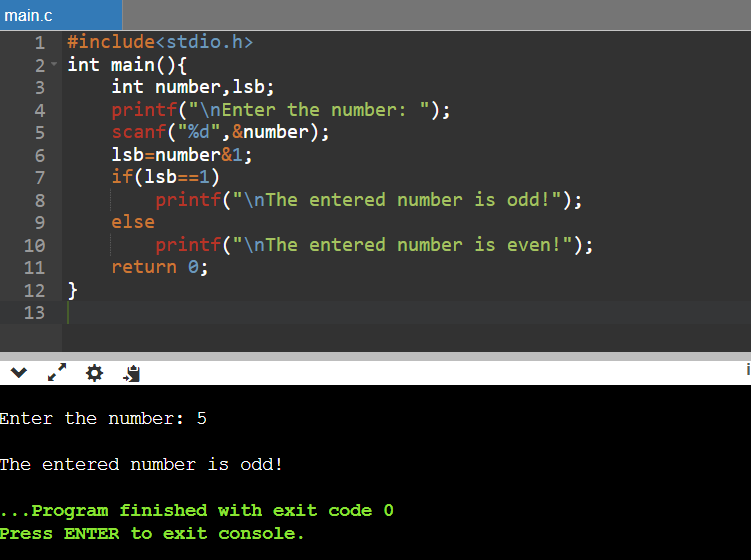 main.c
1 #include<stdio.h>
2 int main(){
3     int number,lsb;
4     printf("\nEnter the number: ");
5     scanf("%d",&number);
6     lsb=number&1;
7     if(lsb==1)
8         printf("\nThe entered number is odd!");
9     else
10         printf("\nThe entered number is even!");
11     return 0;
12 }
13
i
Enter the number: 5
The entered number is odd!
...Program finished with exit code 0
Press ENTER to exit console.